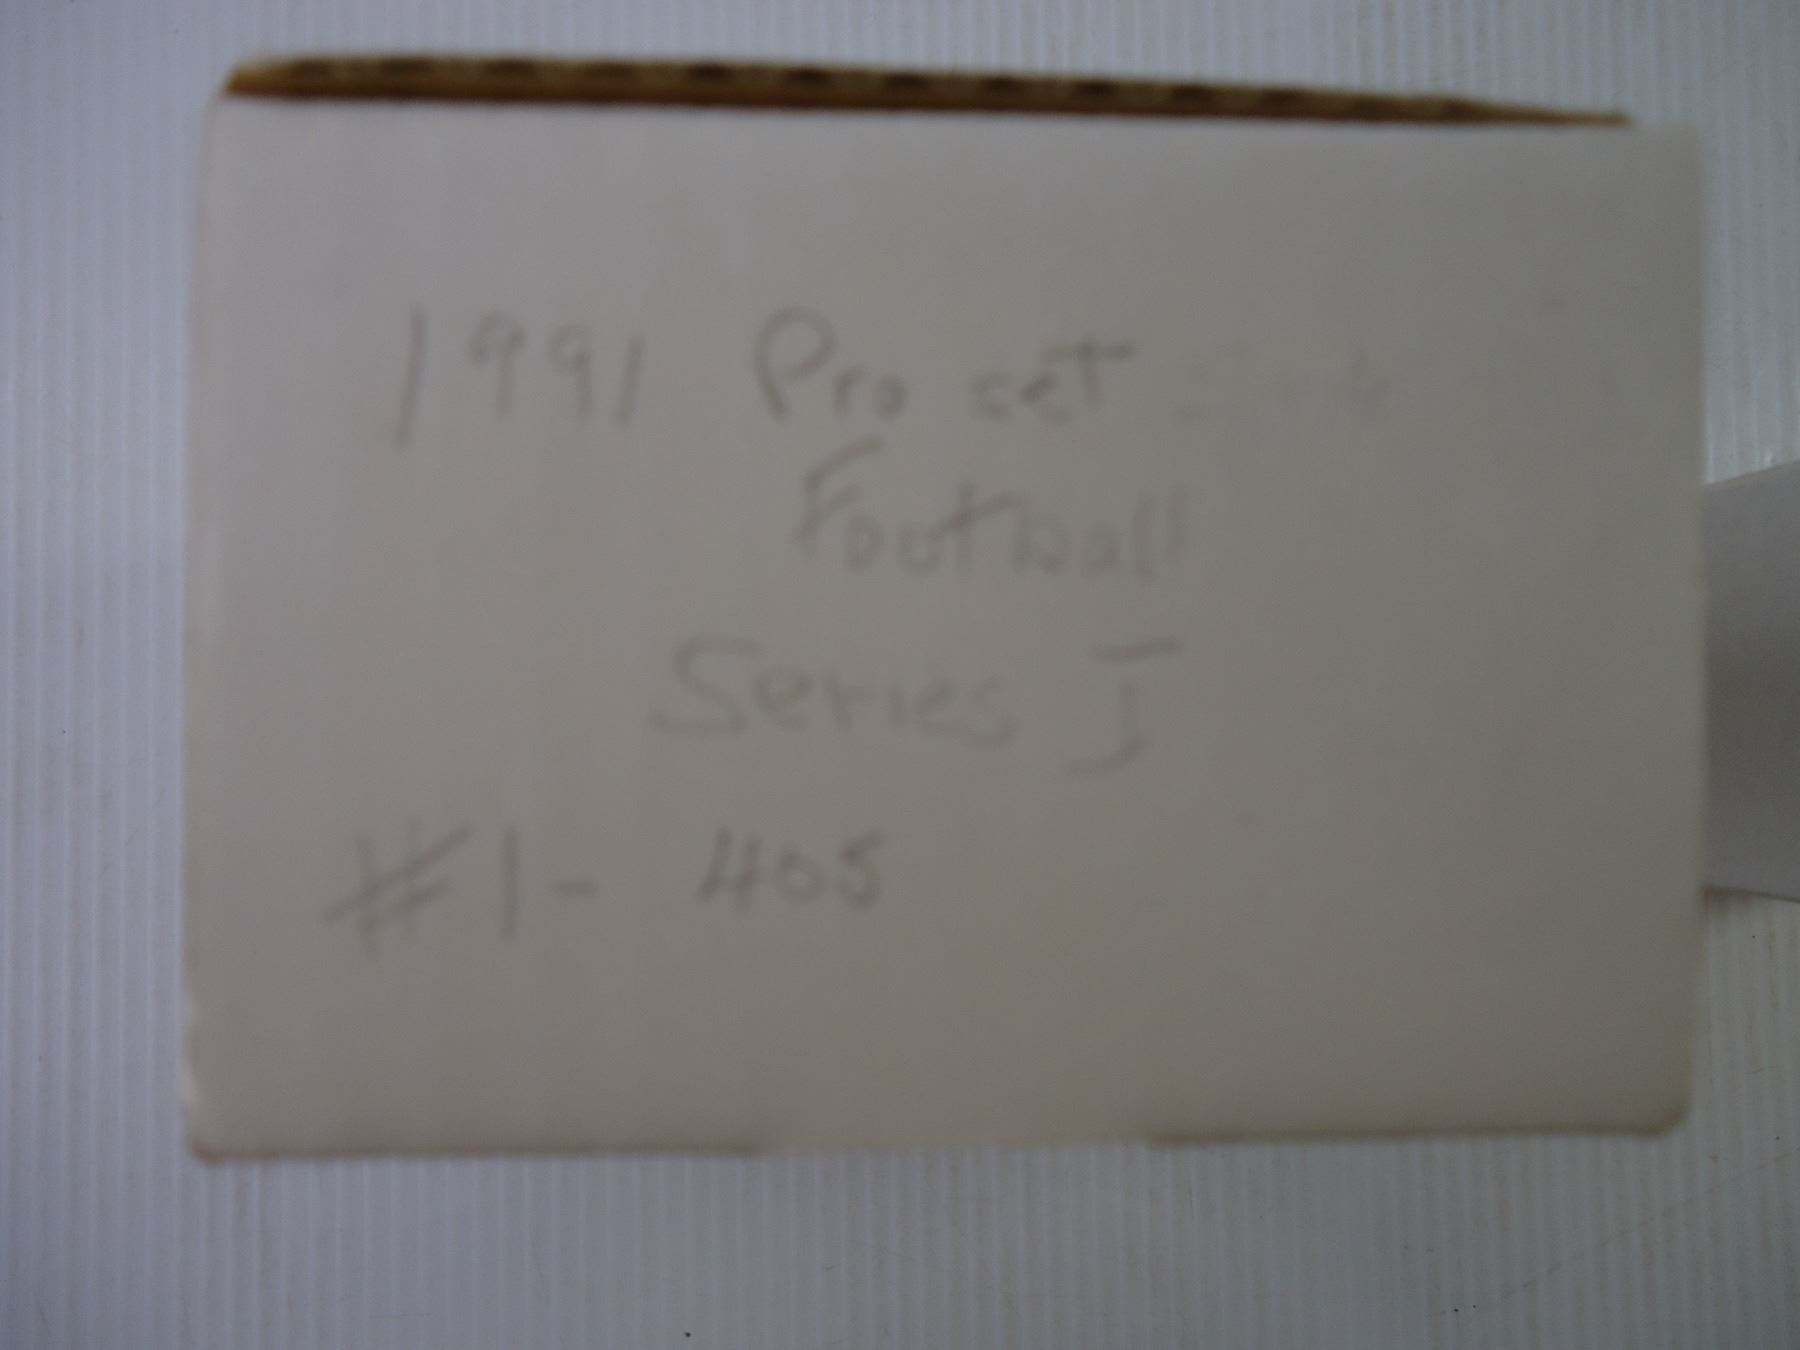 1991 Pro set
Football
Series I
#1- 405